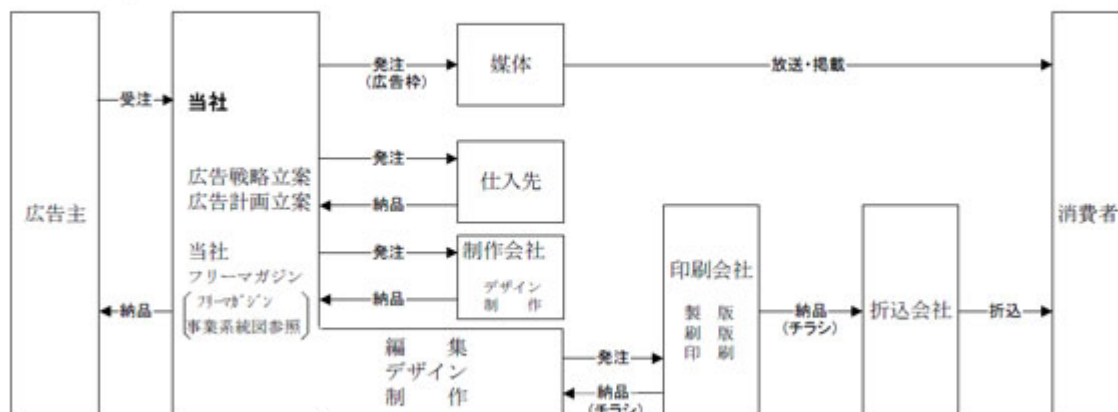 広告主
受注
納品
当社
広告戦略立案
広告計画立案
当社
フリーマガジン
フリーマガジン
事業系統図参照
発注
(広告枠)
媒体
放送・掲載
発注
納品
仕入先
発注
納品
制作会社
デザイン
制 作
編 集
デザイン
制 作
発注
納品
(チラシ)
印刷会社
製 版
刷 版
印 刷
納品
(チラシ)
折込会社
折込
消費者